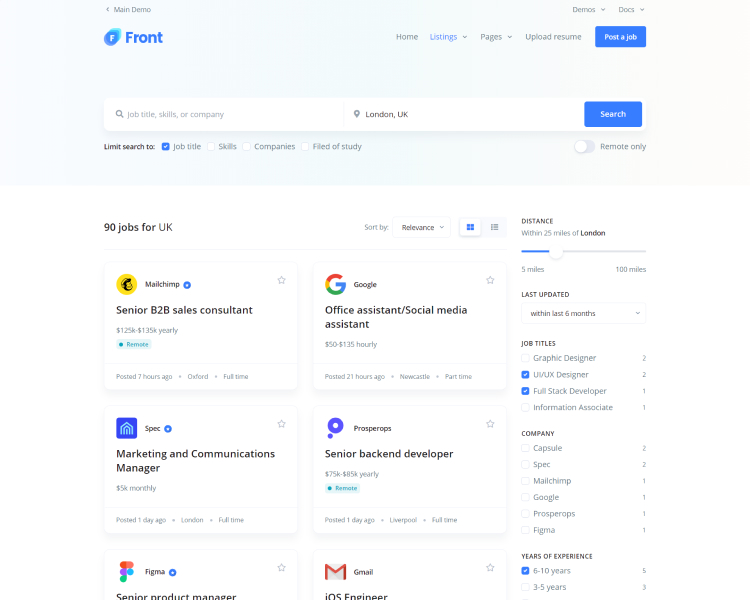 Main Demo
Demos
Docs
Front
Home
Listings
Pages
Upload resume
Post a job
Job title, skills, or company
London, UK
Search
Limit search to:
Job title
Skills
Companies
Filed of study
Remote only
90 jobs for UK
Sort by:
Relevance
Mailchimp
Senior B2B sales consultant
$125k-$135k yearly
Remote
Posted 7 hours ago • Oxford • Full time
Google
Office assistant/Social media
assistant
$50-$135 hourly
Posted 21 hours ago • Newcastle • Part time
Spec
Marketing and Communications
Manager
$5k monthly
Posted 1 day ago • London • Full time
Prosperops
Senior backend developer
$75k-$85k yearly
Remote
Posted 1 day ago • Liverpool • Full time
Figma
Senior product manager
Gmail
iOS Engineer
DISTANCE
Within 25 miles of London
5 miles
100 miles
LAST UPDATED
within last 6 months
JOB TITLES
Graphic Designer 2
UI/UX Designer 2
Full Stack Developer 1
Information Associate 1
COMPANY
Capsule 2
Spec 2
Mailchimp 1
Google 1
Prosperops 1
Figma 1
YEARS OF EXPERIENCE
6-10 years 5
3-5 years 3